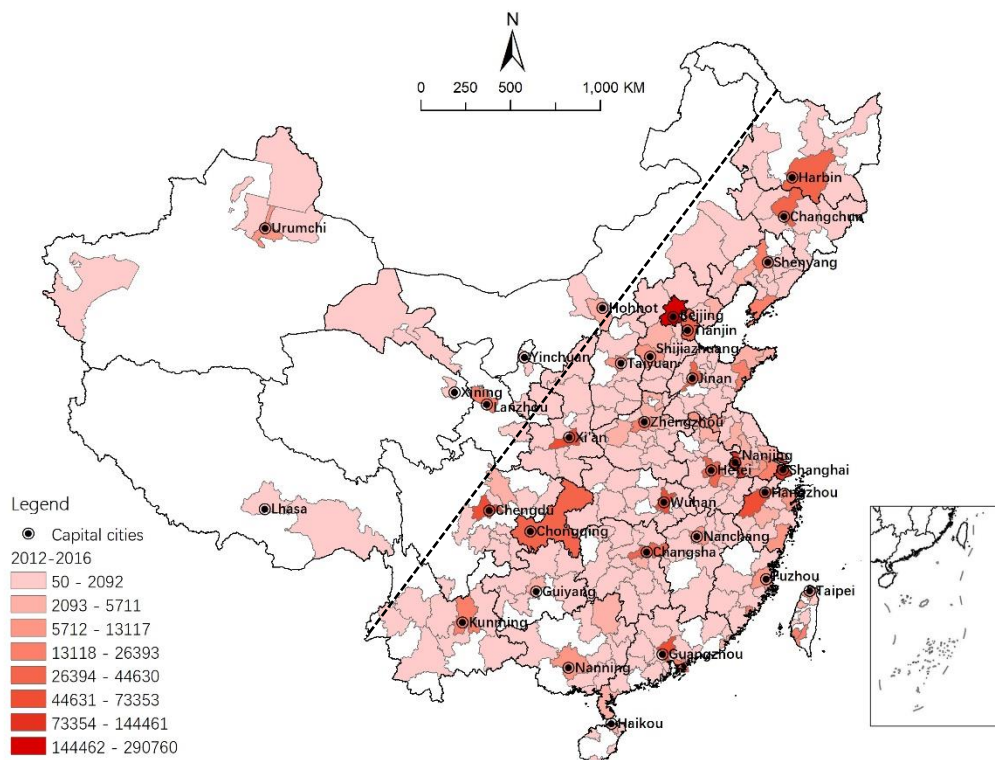 N
0 250 500 1,000 KM
Harbin
Changchun
Urumchi
Shenyang
Hohhot
Beijing
Tianjin
Yinchuan
Shijiazhuang
Taiyuan
Jinan
Xining
Lanzhou
Zhengzhou
Xi'an
Nanjing
Hefei
Shanghai
Hangzhou
Lhasa
Chengdu
Wuhan
Chongqing
Nanchang
Changsha
Fuzhou
Guiyang
Taipei
Kunming
Guangzhou
Nanning
Haikou
Legend
Capital cities
2012-2016
50 - 2092
2093 - 5711
5712 - 13117
13118 - 26393
26394 - 44630
44631 - 73353
73354 - 144461
144462 - 290760